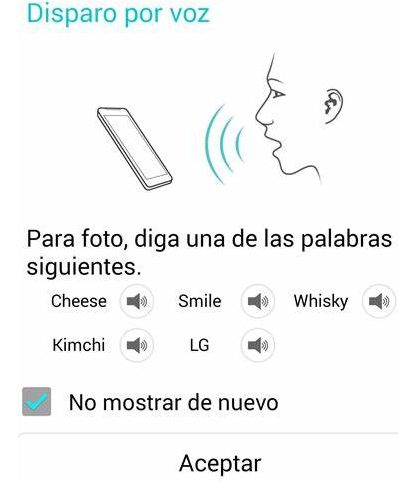 Disparo por voz
Para foto, diga una de las palabras
siguientes.
Cheese Smile Whisky
Kimchi LG
No mostrar de nuevo
Aceptar